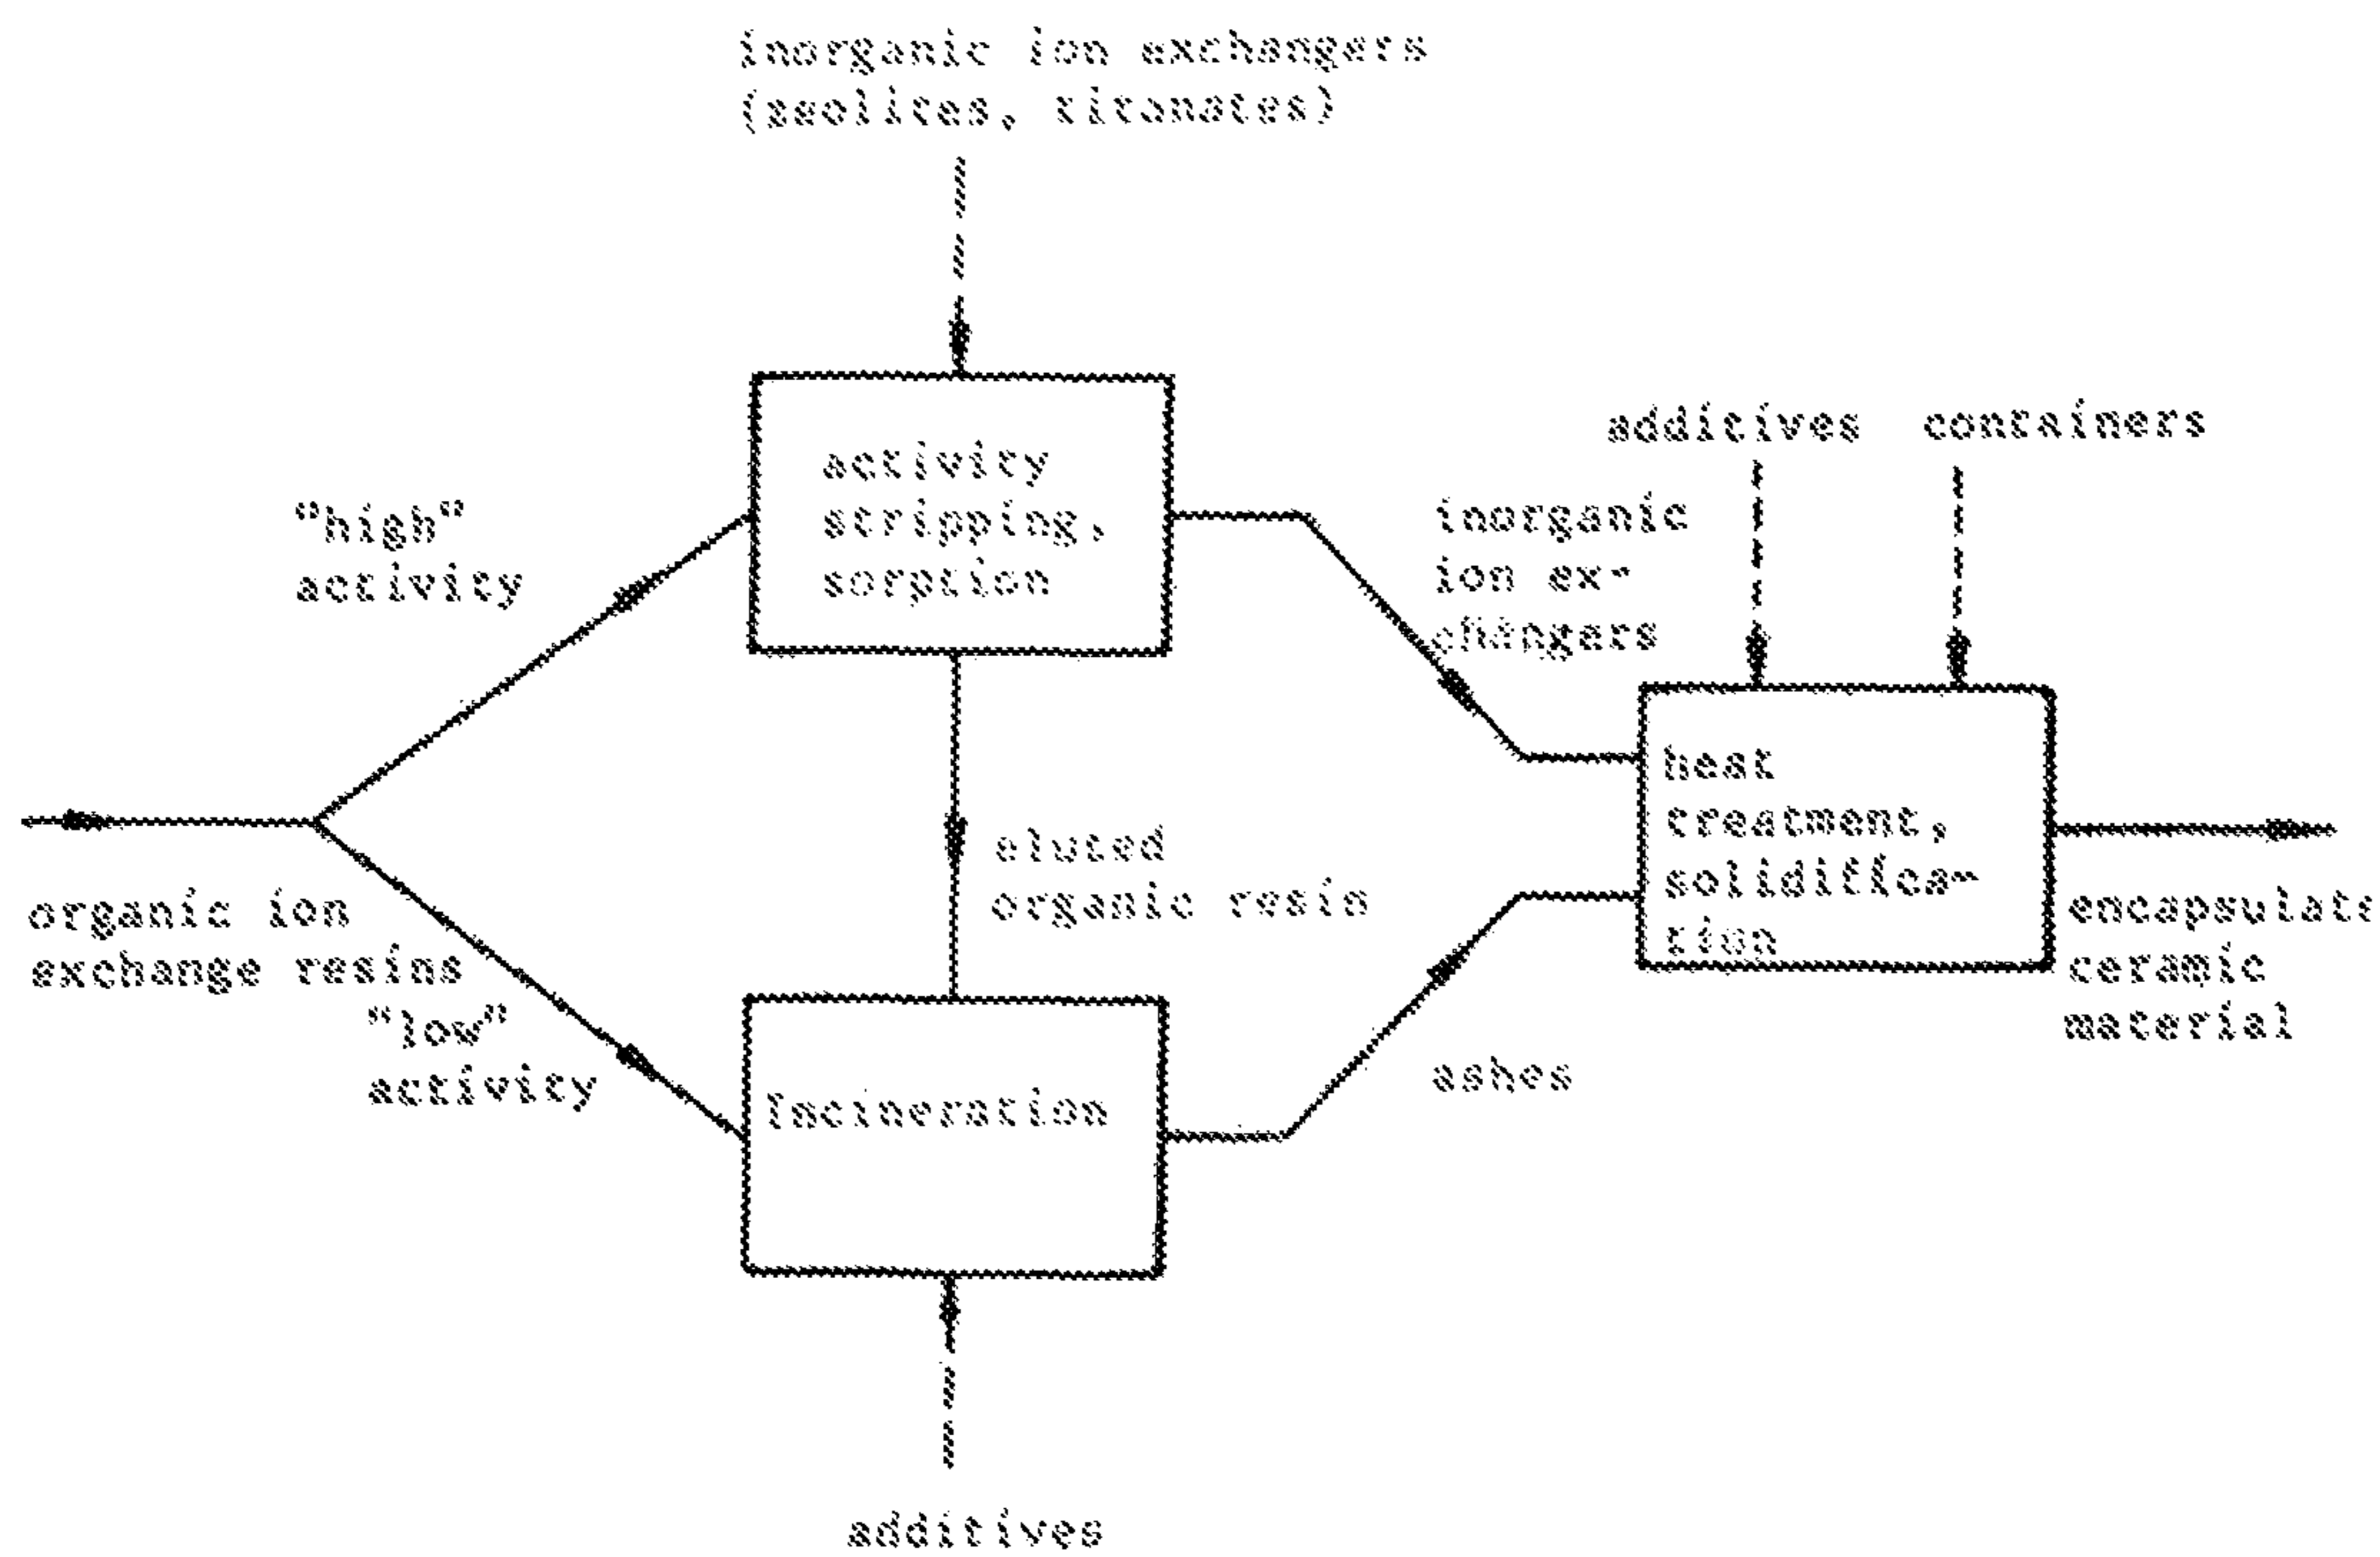 inorganic ion exchangers
(zeolites, titanates)
additives containers
activity
stripping,
sorption
"high"
activity
inorganic
ion ex-
changers
heat
treatment,
solidifica-
tion
eluted
organic resin
organic ion
exchange resins
encapsulate
ceramic
material
"low"
activity
Incineration
ashes
additives